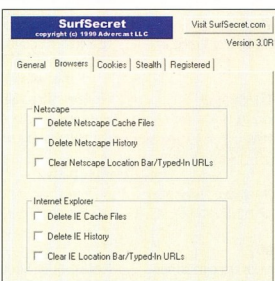 SurfSecret
copyright (c) 1999 Advercast LLC
Visit SurfSecret.com
Version 3.0R
General Browsers Cookies Stealth Registered
Netscape
Delete Netscape Cache Files
Delete Netscape History
Clear Netscape Location Bar/Typed-In URLs
Internet Explorer
Delete IE Cache Files
Delete IE History
Clear IE Location Bar/Typed-In URLs